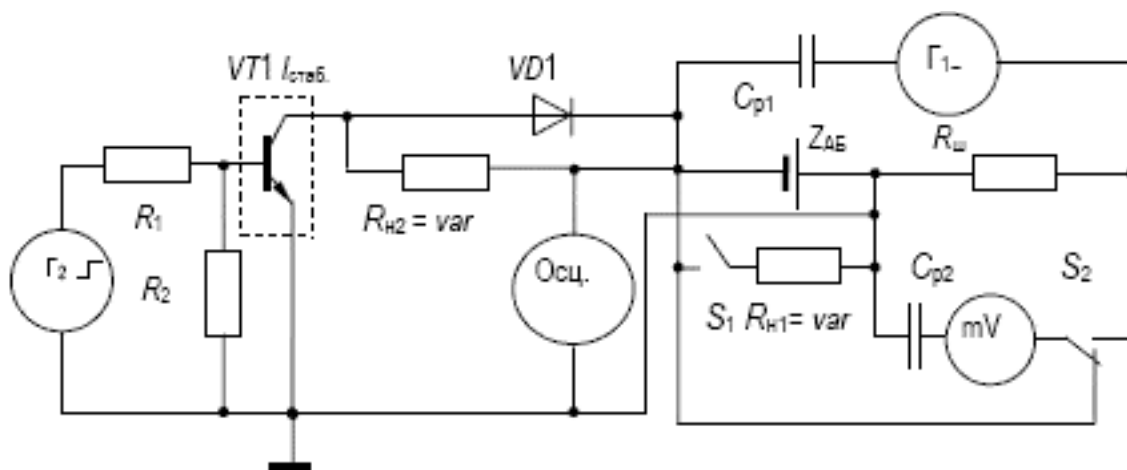 Г₁~
VT1 Iстаб.
VD1
Cр1
ZАБ
Rш
R₁
Rн2 = var
Г₂
R₂
Осц.
S₁ Rн1= var
Cр2
S₂
mV